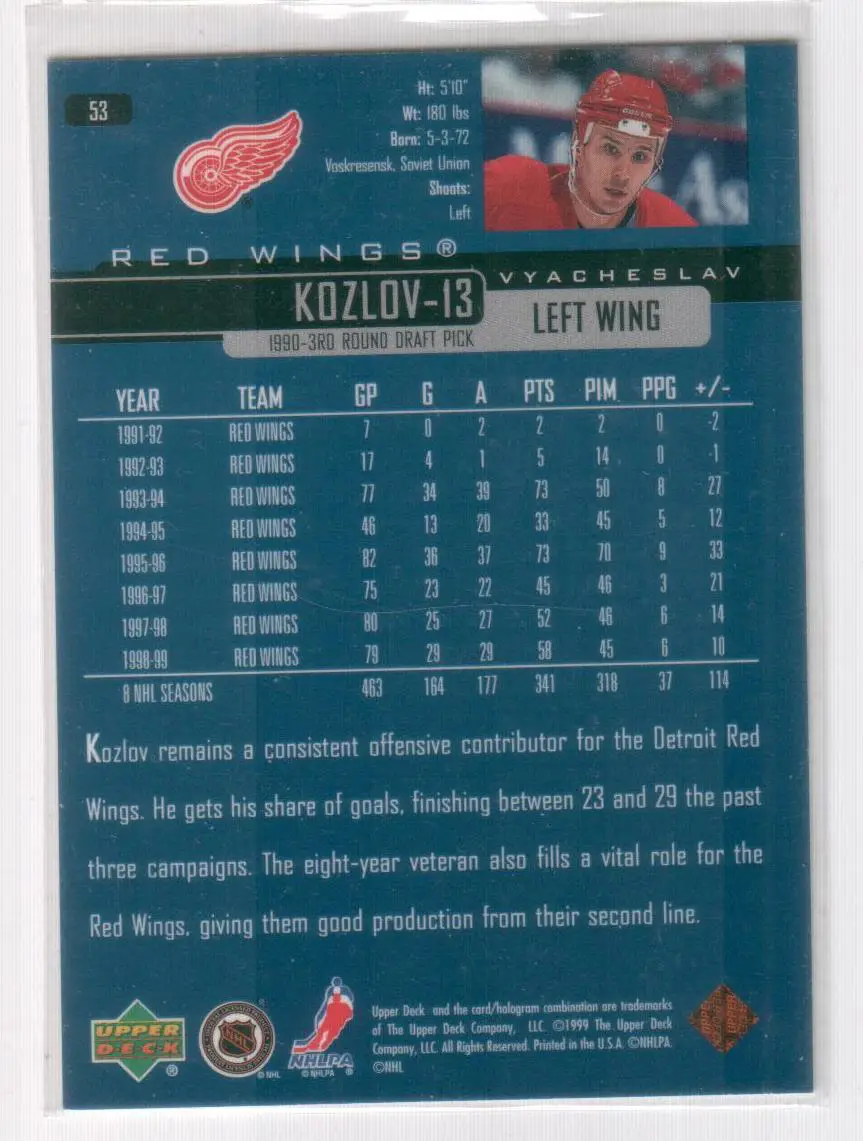 53
Ht: 5'10"
Wt: 180 lbs
Born: 5-3-72
Voskresensk, Soviet Union
Shoots:
Left
RED WINGS®
VYACHESLAV
KOZLOV-13
LEFT WING
1990-3RD ROUND DRAFT PICK
YEAR TEAM GP G A PTS PIM PPG +/-
1991-92 RED WINGS 7 0 2 2 2 0 -2
1992-93 RED WINGS 17 4 1 5 14 0 -1
1993-94 RED WINGS 77 34 39 73 50 8 27
1994-95 RED WINGS 46 13 20 33 45 5 12
1995-96 RED WINGS 82 36 37 73 70 9 33
1996-97 RED WINGS 75 23 22 45 46 3 21
1997-98 RED WINGS 80 25 27 52 46 6 14
1998-99 RED WINGS 79 29 29 58 45 6 10
8 NHL SEASONS 463 164 177 341 318 37 114
Kozlov remains a consistent offensive contributor for the Detroit Red
Wings. He gets his share of goals, finishing between 23 and 29 the past
three campaigns. The eight-year veteran also fills a vital role for the
Red Wings, giving them good production from their second line.
UPPER
DECK
®
NHL
© NHL
NHLPA
© NHLPA ®
Upper Deck and the card/hologram combination are trademarks
of The Upper Deck Company, LLC. ©1999 The Upper Deck
Company, LLC. All Rights Reserved. Printed in the U.S.A. ©NHLPA.
©NHL